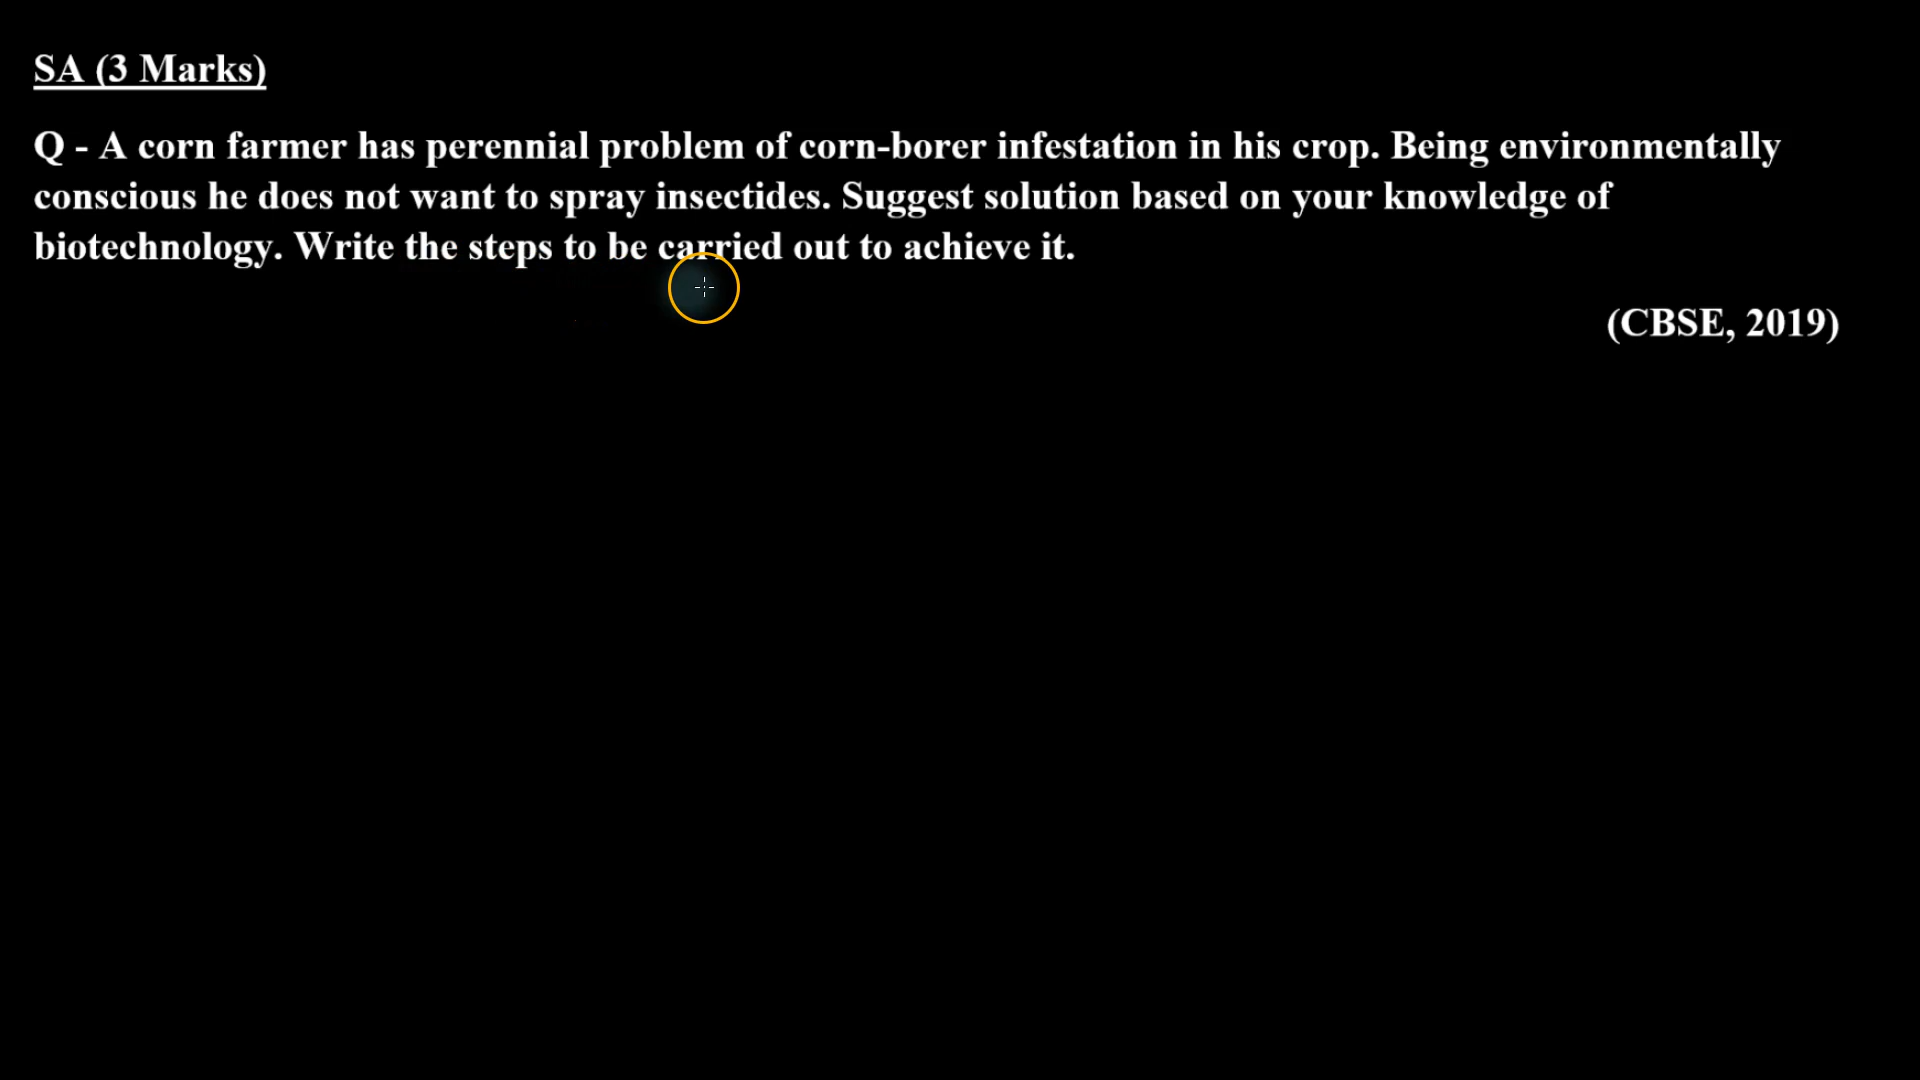 SA (3 Marks)
Q - A corn farmer has perennial problem of corn-borer infestation in his crop. Being environmentally
conscious he does not want to spray insectides. Suggest solution based on your knowledge of
biotechnology. Write the steps to be carried out to achieve it.
(CBSE, 2019)